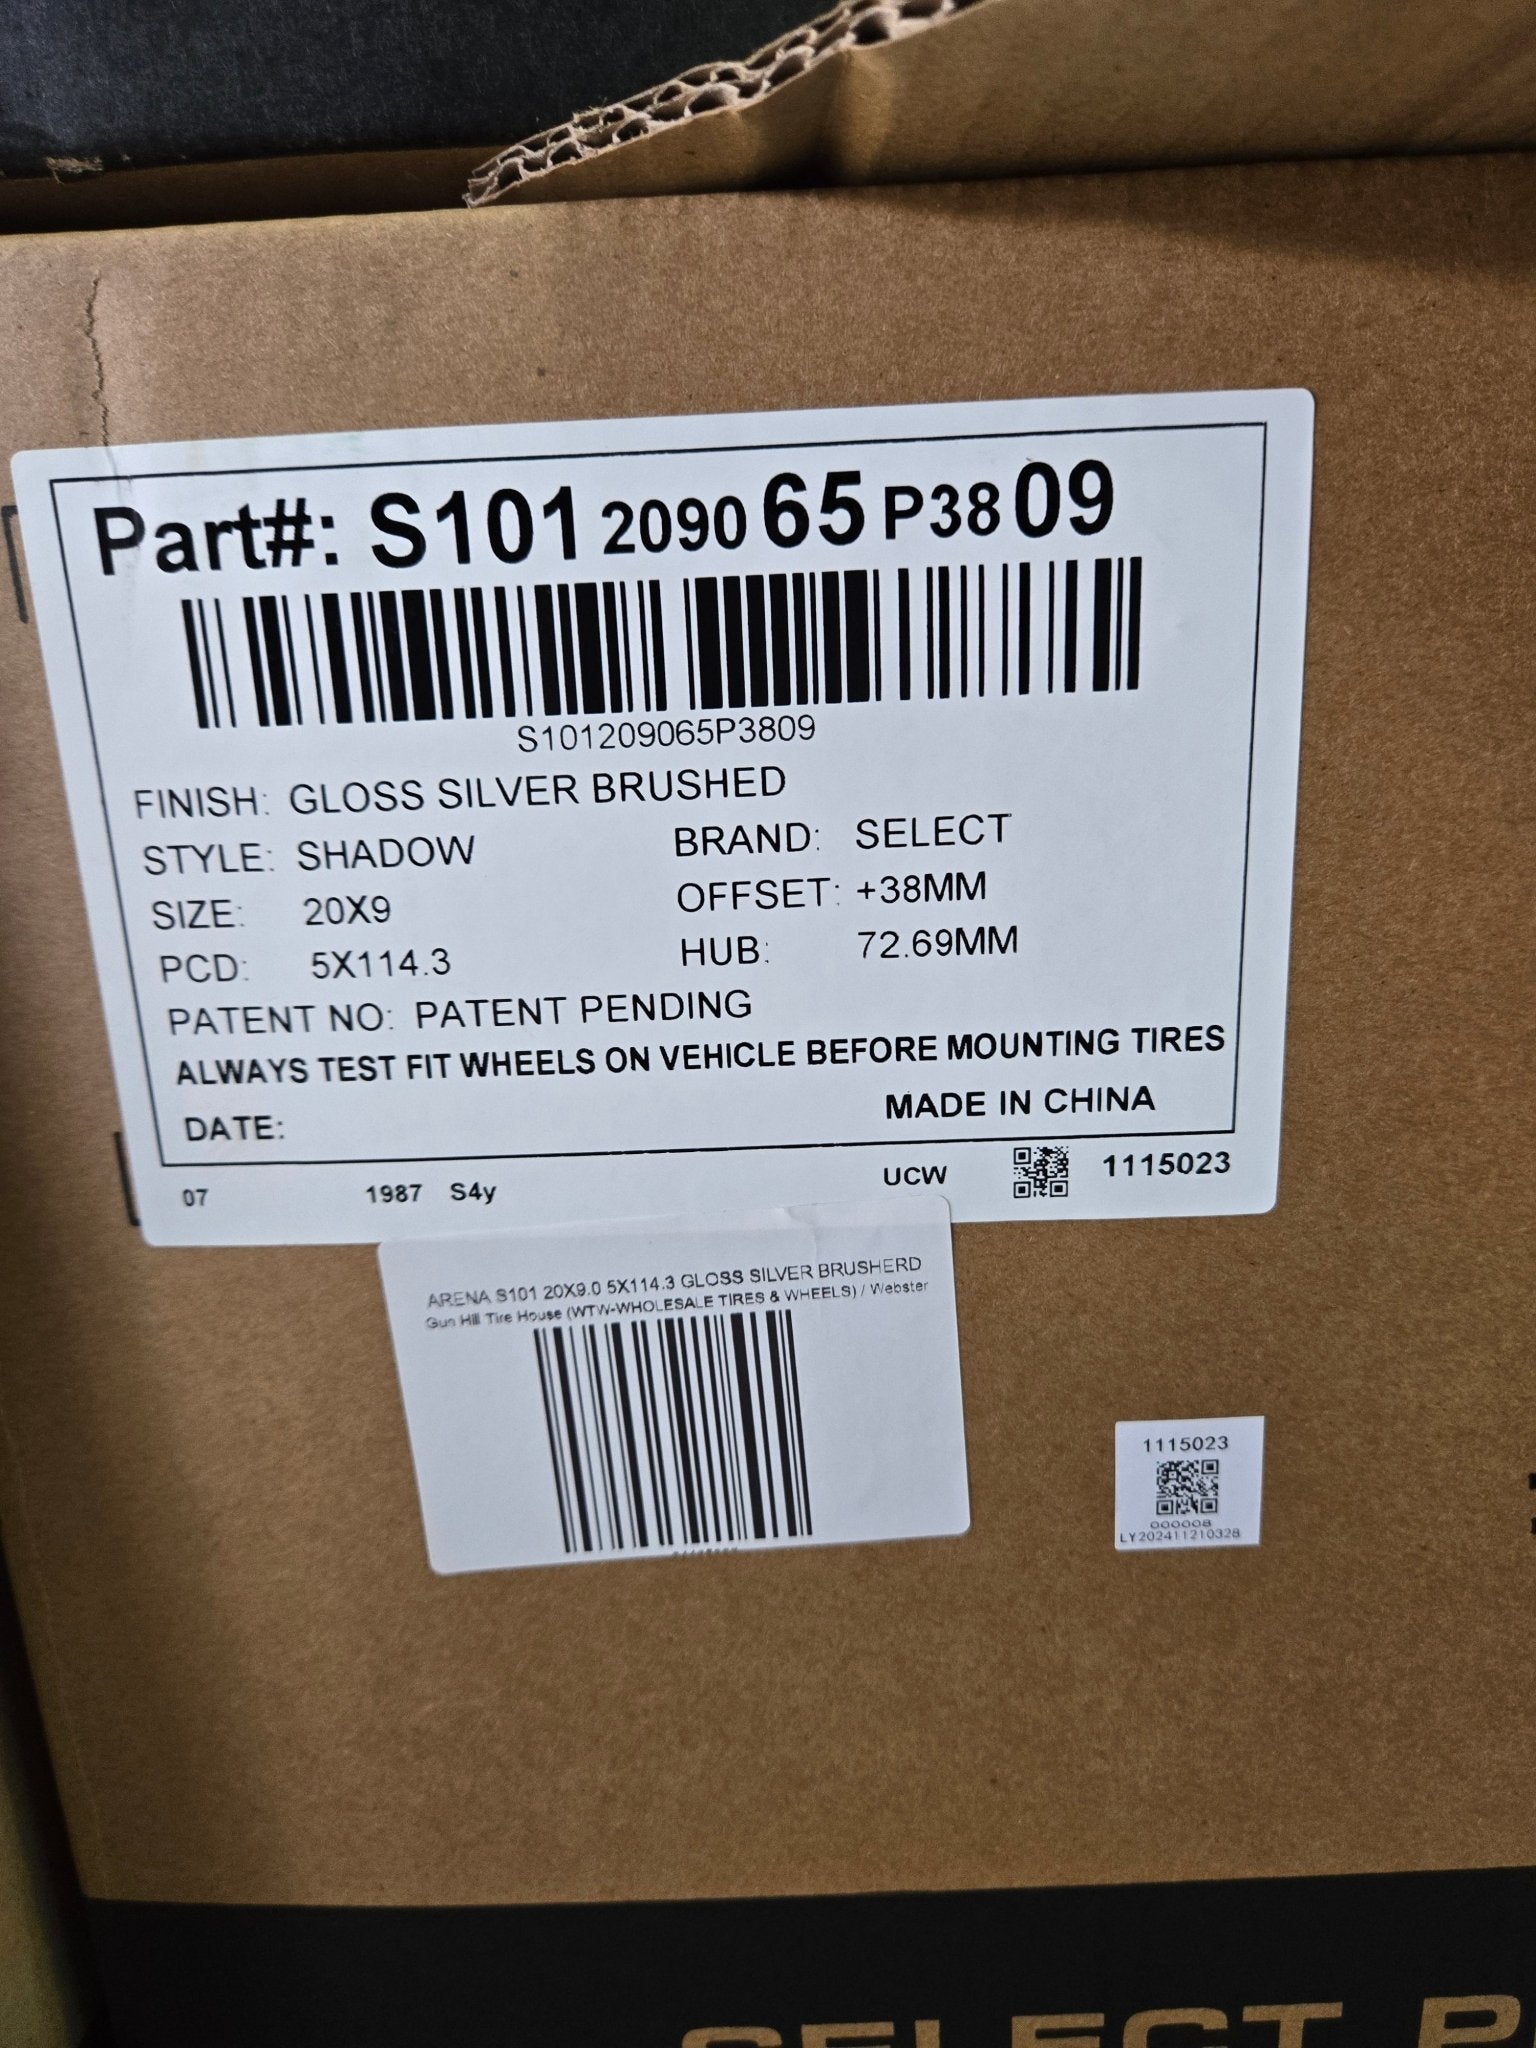 Part#: S101 2090 65 P38 09
S101209065P3809
FINISH: GLOSS SILVER BRUSHED
STYLE: SHADOW BRAND: SELECT
SIZE: 20X9 OFFSET: +38MM
PCD: 5X114.3 HUB: 72.69MM
PATENT NO: PATENT PENDING
ALWAYS TEST FIT WHEELS ON VEHICLE BEFORE MOUNTING TIRES
DATE: MADE IN CHINA
07 1987 S4y UCW 1115023
ARENA S101 20X9.0 5X114.3 GLOSS SILVER BRUSHERD
Gun Hill Tire House (WTW-WHOLESALE TIRES & WHEELS) / Webster
1115023
000008
LY202411210328
SELECT P